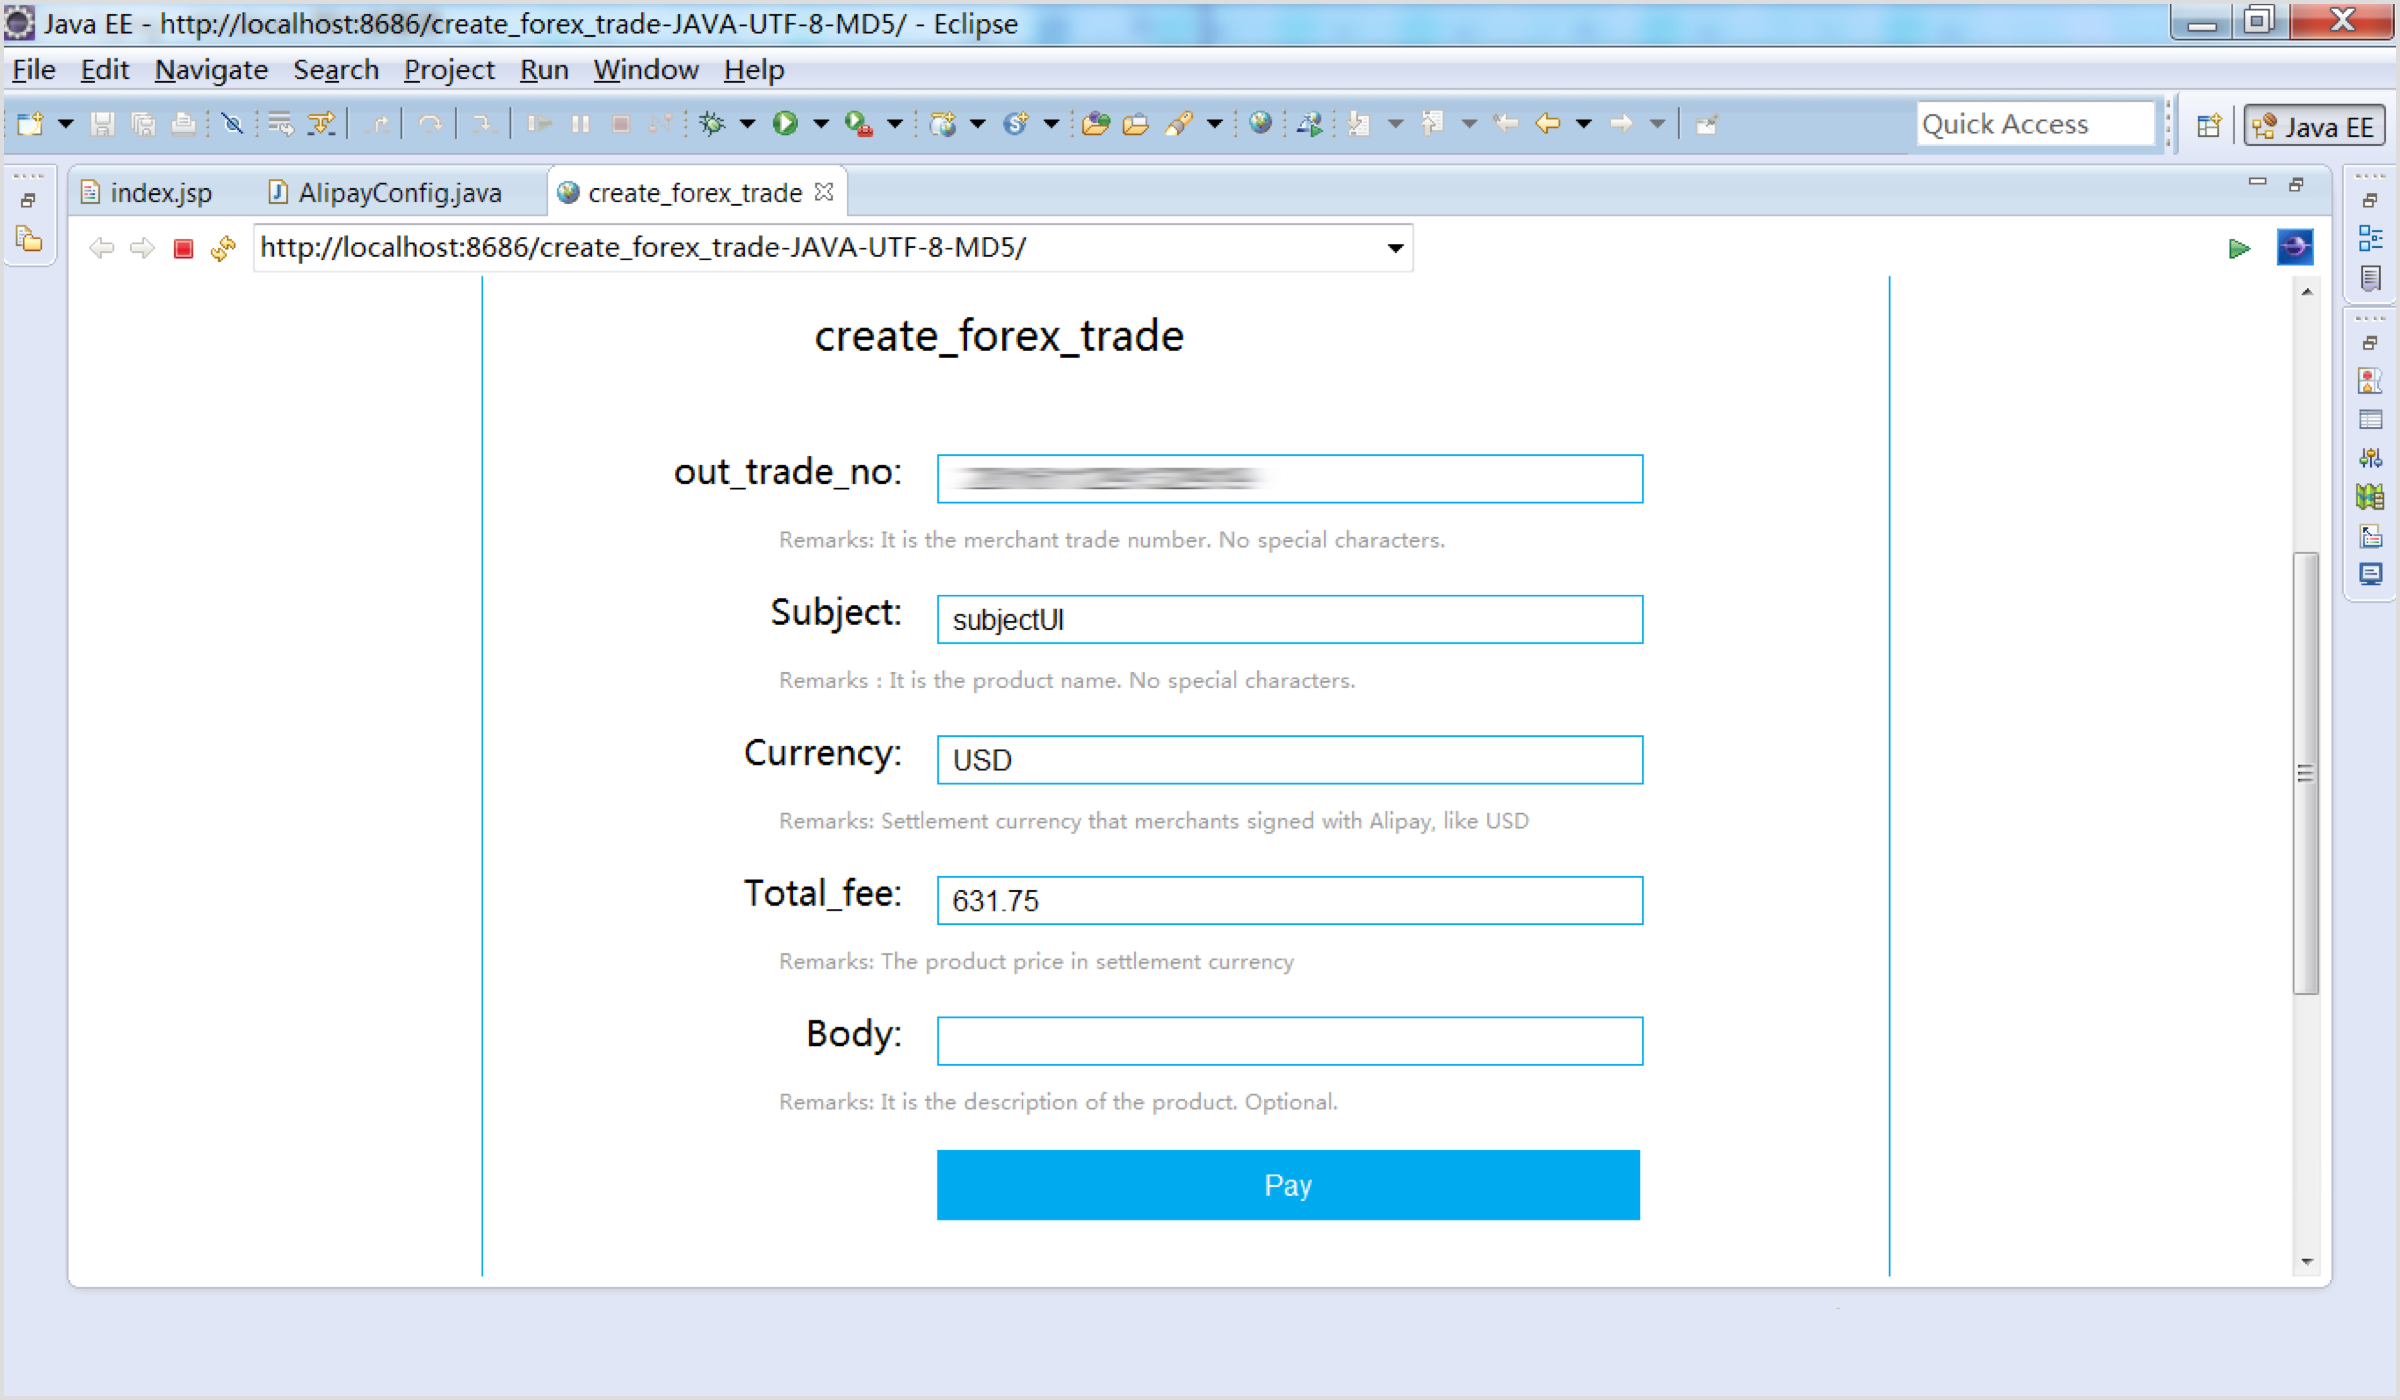 Java EE - http://localhost:8686/create_forex_trade-JAVA-UTF-8-MD5/ - Eclipse
File Edit Navigate Search Project Run Window Help
Quick Access Java EE
index.jsp AlipayConfig.java create_forex_trade
http://localhost:8686/create_forex_trade-JAVA-UTF-8-MD5/
create_forex_trade
out_trade_no:
Remarks: It is the merchant trade number. No special characters.
Subject: subjectUI
Remarks : It is the product name. No special characters.
Currency: USD
Remarks: Settlement currency that merchants signed with Alipay, like USD
Total_fee: 631.75
Remarks: The product price in settlement currency
Body:
Remarks: It is the description of the product. Optional.
Pay